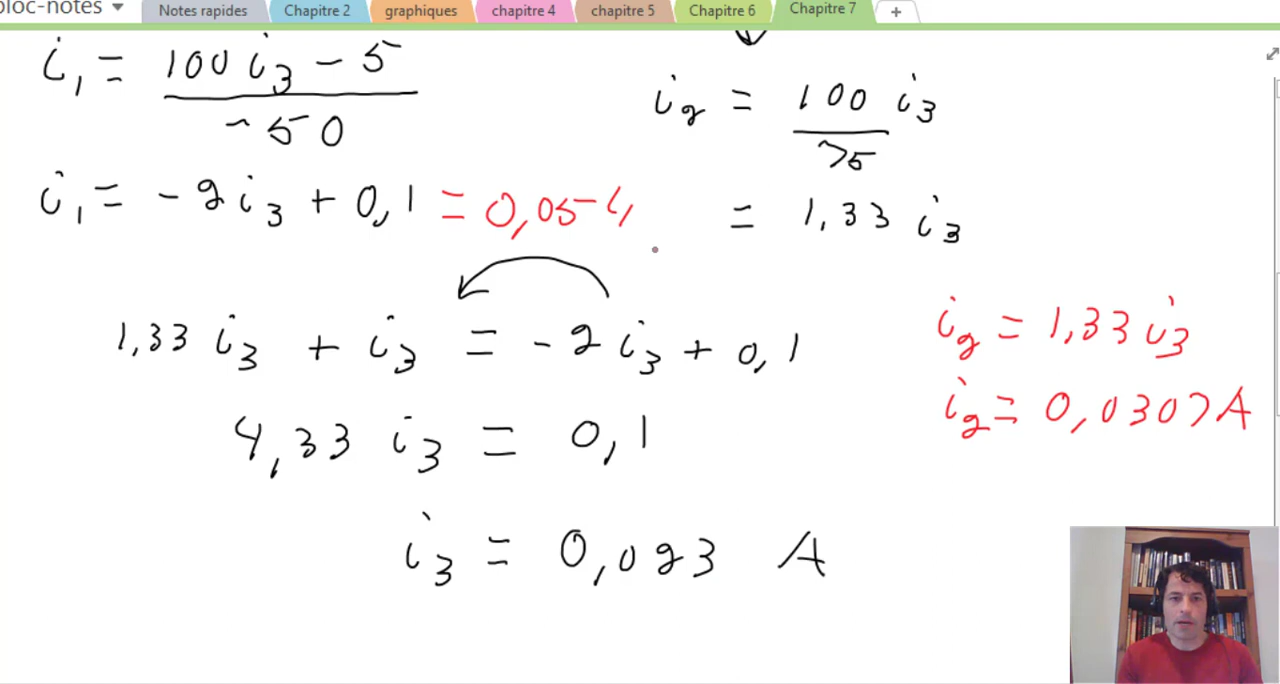 bloc-notes Notes rapides Chapitre 2 graphiques chapitre 4 chapitre 5 Chapitre 6 Chapitre 7 +
i₁ = (100 i₃ - 5) / -50
i₂ = 100/75 i₃
i₁ = -2 i₃ + 0,1 = 0,05-4,
= 1,33 i₃
1,33 i₃ + i₃ = -2 i₃ + 0,1
i₂ = 1,33 i₃
4,33 i₃ = 0,1
i₂ = 0,0307 A
i₃ = 0,023 A